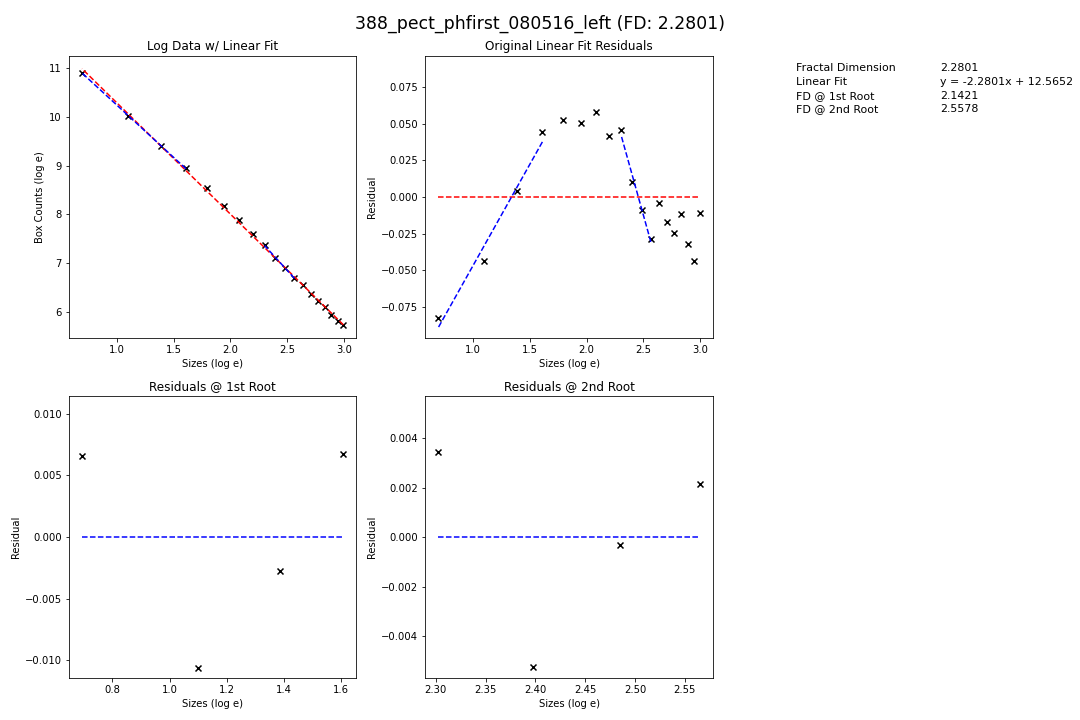 388_pect_phfirst_080516_left (FD: 2.2801)
Log Data w/ Linear Fit
Box Counts (log e)
11
10
9
8
7
6
1.0 1.5 2.0 2.5 3.0
Sizes (log e)
Original Linear Fit Residuals
Residual
0.075
0.050
0.025
0.000
−0.025
−0.050
−0.075
1.0 1.5 2.0 2.5 3.0
Sizes (log e)
Fractal Dimension 2.2801
Linear Fit y = -2.2801x + 12.5652
FD @ 1st Root 2.1421
FD @ 2nd Root 2.5578
Residuals @ 1st Root
Residual
0.010
0.005
0.000
−0.005
−0.010
0.8 1.0 1.2 1.4 1.6
Sizes (log e)
Residuals @ 2nd Root
Residual
0.004
0.002
0.000
−0.002
−0.004
2.30 2.35 2.40 2.45 2.50 2.55
Sizes (log e)